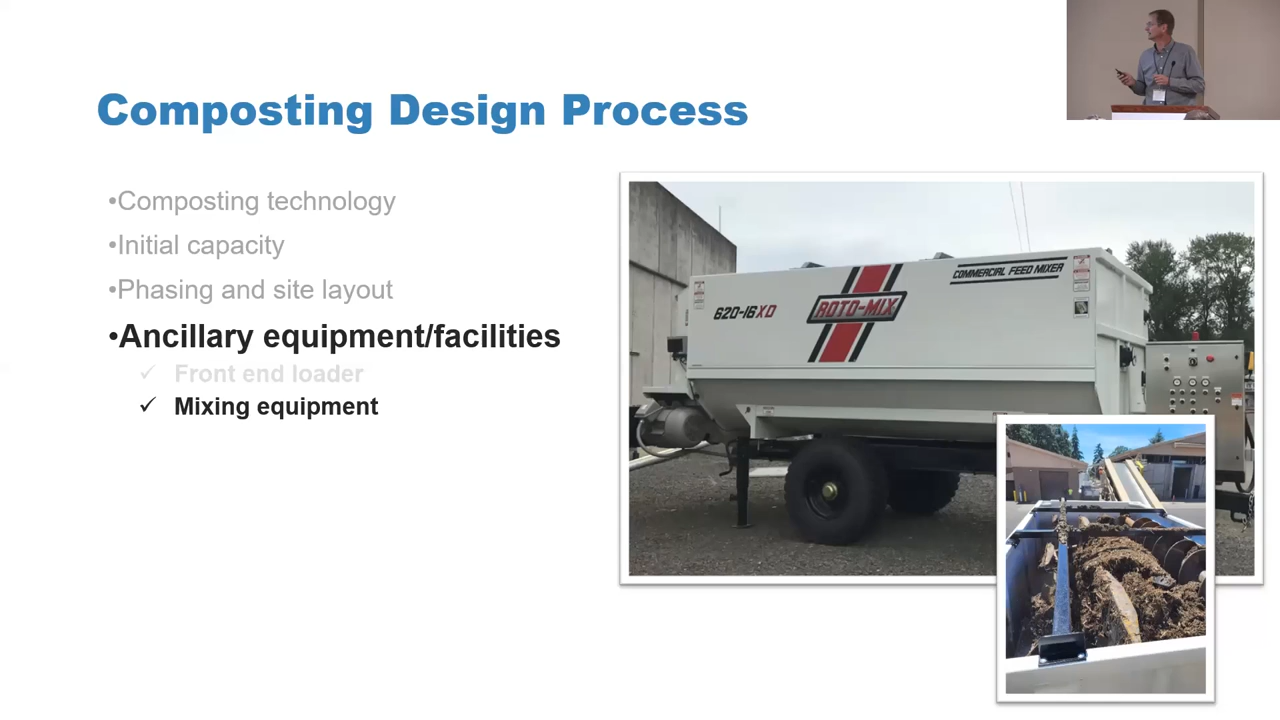 Composting Design Process
•Composting technology
•Initial capacity
•Phasing and site layout
•Ancillary equipment/facilities
✓ Front end loader
✓ Mixing equipment
620-16XD
ROTO-MIX
COMMERCIAL FEED MIXER